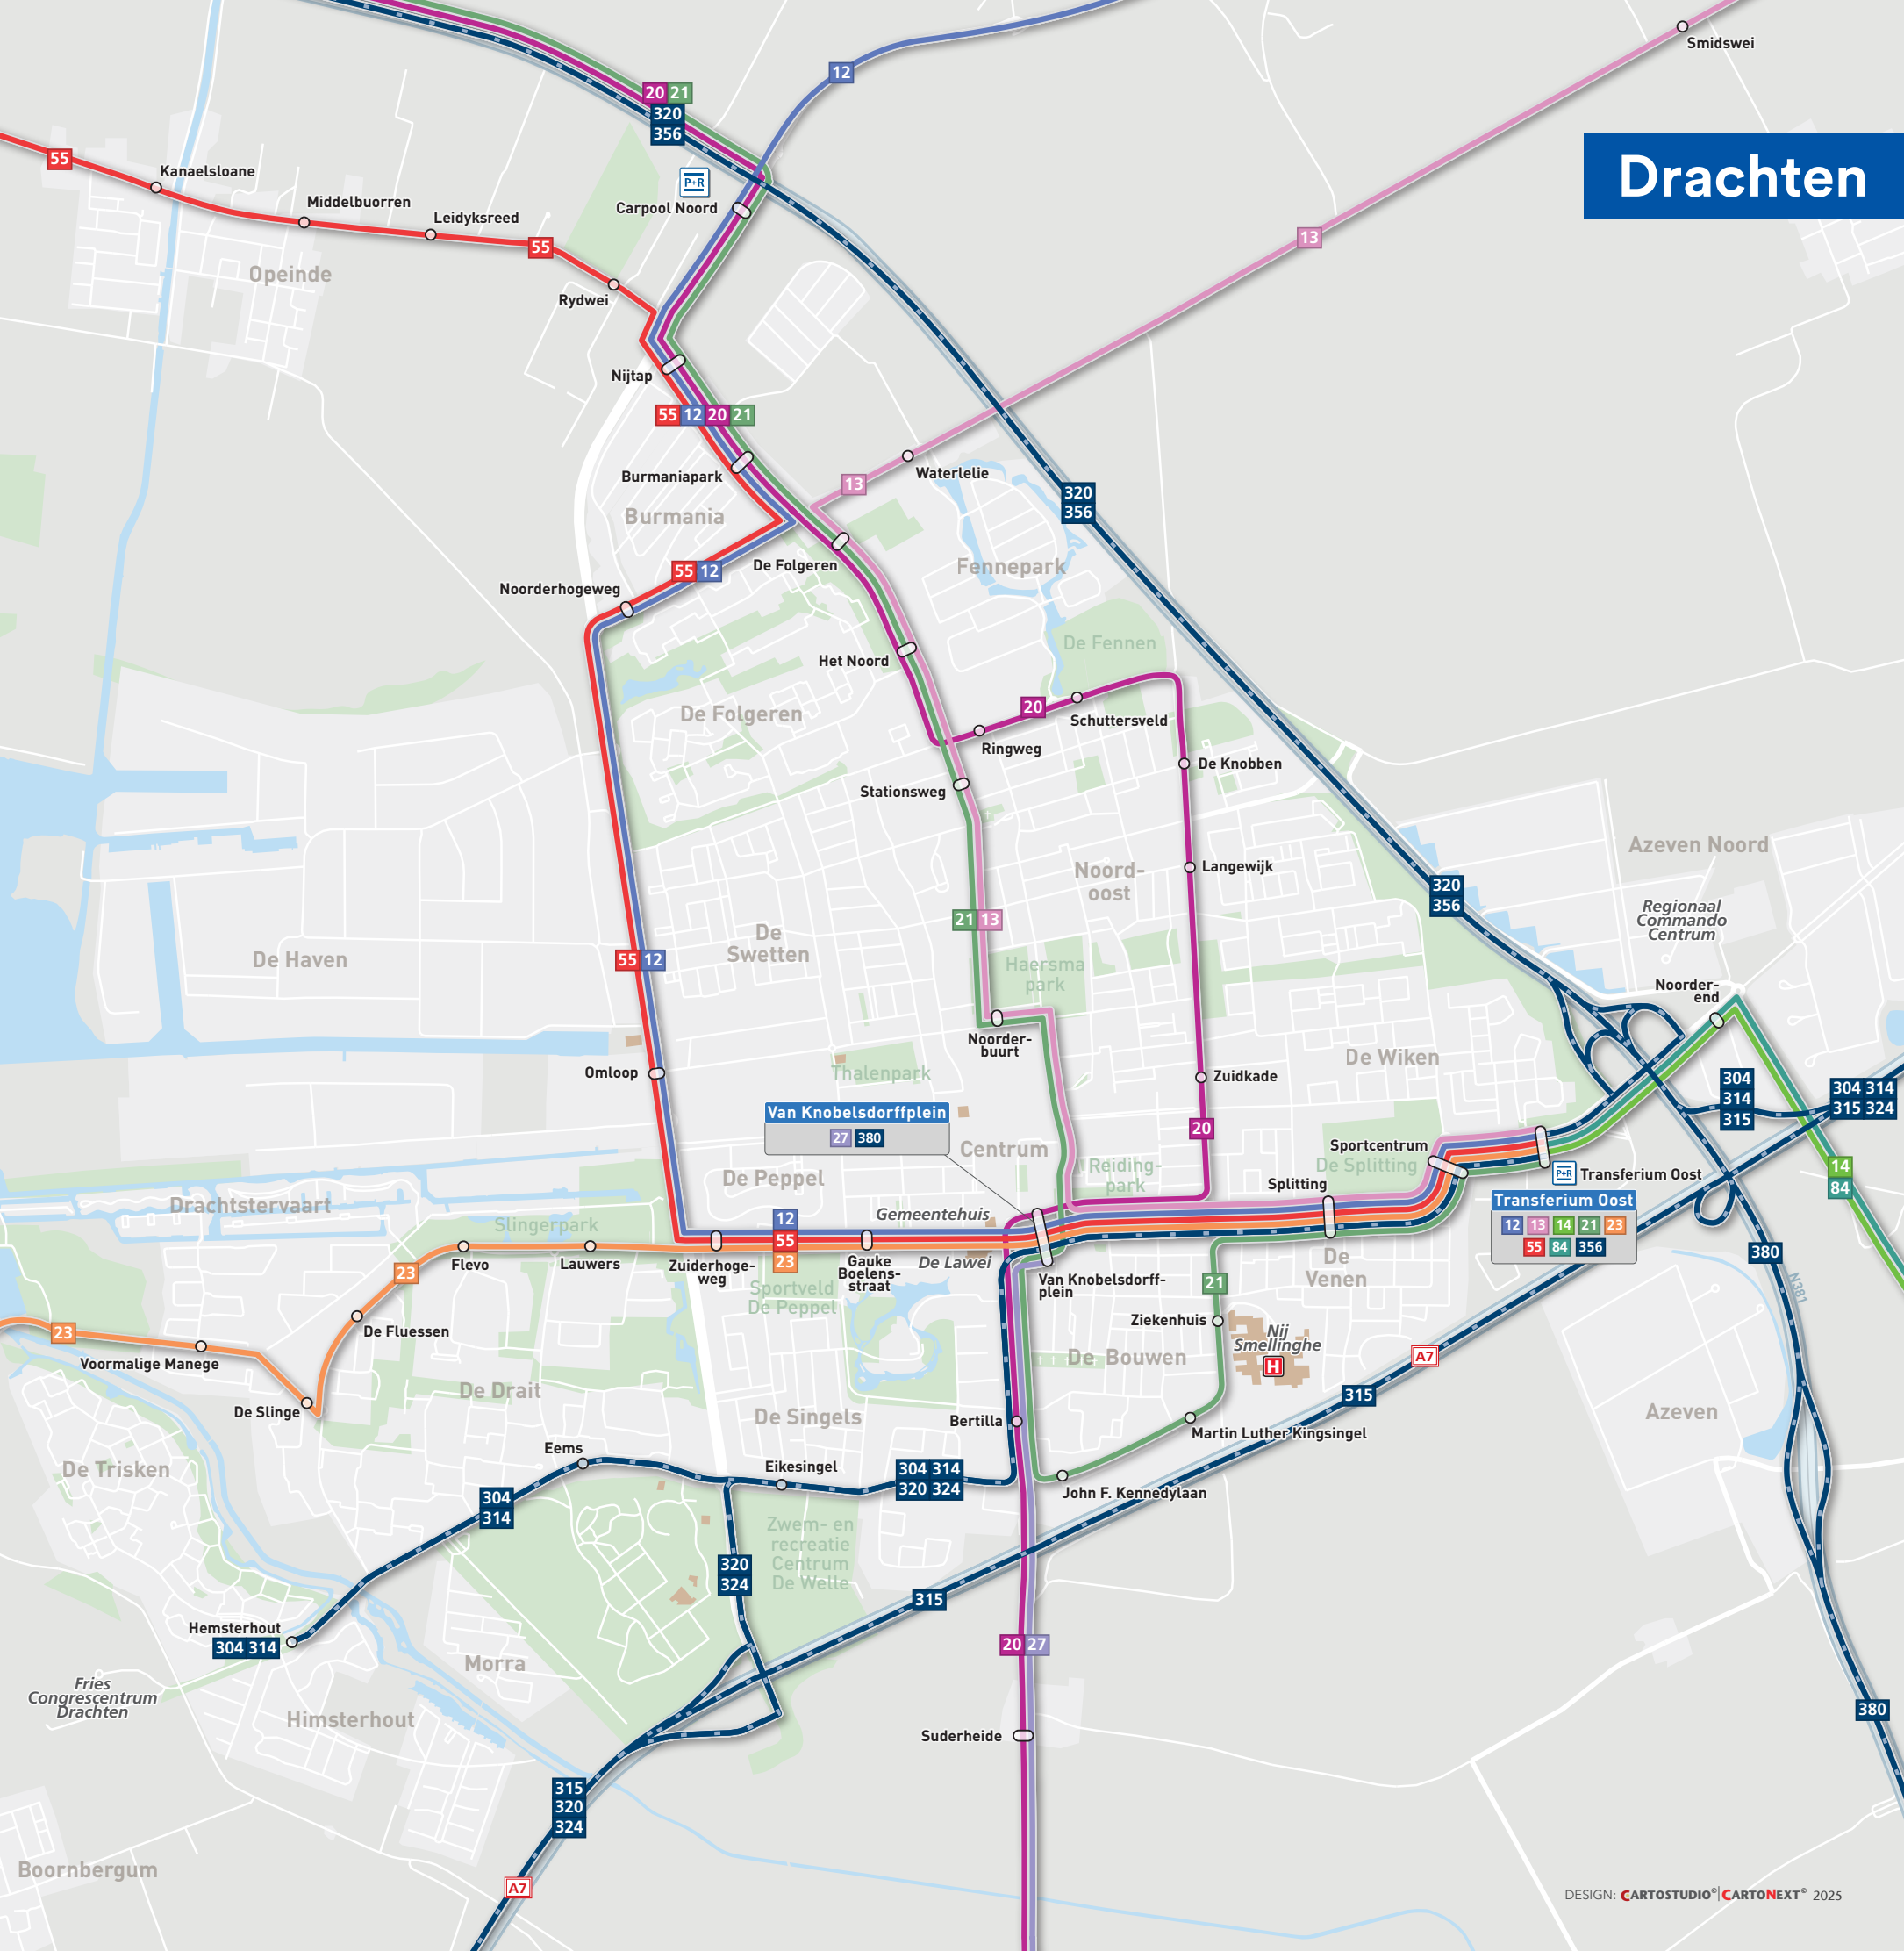 12
Smidswei
20 21
320
356
Drachten
55
Kanaelsloane
P+R
Middelbuorren
Carpool Noord
Leidyksreed
13
55
Opeinde
Rydwei
Nijtap
55 12 20 21
Waterlelie
Burmaniapark
13
320
356
Burmania
De Folgeren
Fennepark
55 12
Noorderhogeweg
De Fennen
Het Noord
20
De Folgeren
Schuttersveld
Ringweg
De Knobben
Stationsweg
Azeven Noord
Noord-
oost
Langewijk
320
356
Regionaal
Commando
Centrum
21 13
De
Swetten
De Haven
55 12
Haersma
park
Noorder-
end
Noorder-
buurt
De Wiken
Omloop
Thalenpark
Zuidkade
304
314
315
304 314
315 324
Van Knobelsdorffplein
27 380
20
Centrum
Sportcentrum
De Splitting
Reiding-
park
De Peppel
P+R
Transferium Oost
14
84
Splitting
Drachtstervaart
Transferium Oost
12 13 14 21 23
55 84 356
Gemeentehuis
Slingerpark
12
55
23
380
Flevo
Lauwers
Zuiderhoge-
weg
Gauke
Boelens-
straat
De Lawei
De
Venen
23
Van Knobelsdorff-
plein
21
N381
Sportveld
De Peppel
Ziekenhuis
23
De Fluessen
Nij
Smellinghe
H
Voormalige Manege
De Bouwen
A7
De Drait
315
De Slinge
De Singels
Bertilla
Azeven
Martin Luther Kingsingel
Eems
De Trisken
Eikesingel
304 314
320 324
John F. Kennedylaan
304
314
Zwem- en
recreatie
Centrum
De Welle
320
324
315
Hemsterhout
304 314
20 27
Morra
Fries
Congrescentrum
Drachten
Himsterhout
380
Suderheide
315
320
324
Boornbergum
A7
DESIGN: CARTOSTUDIO© | CARTONEXT© 2025